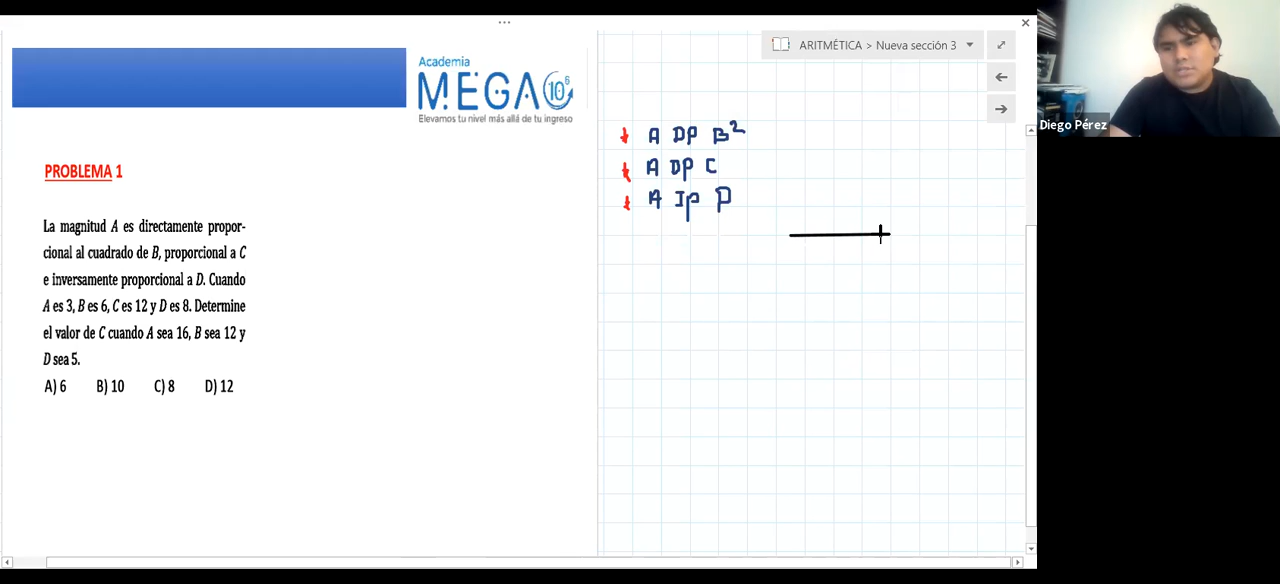 Academia
MEGA 10⁶
Elevamos tu nivel más allá de tu ingreso
PROBLEMA 1
La magnitud A es directamente propor-
cional al cuadrado de B, proporcional a C
e inversamente proporcional a D. Cuando
A es 3, B es 6, C es 12 y D es 8. Determine
el valor de C cuando A sea 16, B sea 12 y
D sea 5.
A) 6 B) 10 C) 8 D) 12
ARITMÉTICA > Nueva sección 3
A DP B²
A DP C
A IP D
Diego Pérez